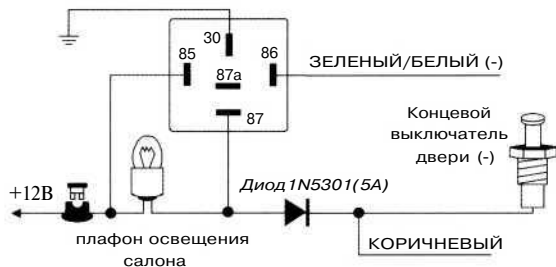 30
85
87a
86
87
ЗЕЛЕНЫЙ/БЕЛЫЙ (-)
Концевой
выключатель
двери (-)
+12В
Диод 1N5301(5А)
плафон освещения
салона
КОРИЧНЕВЫЙ